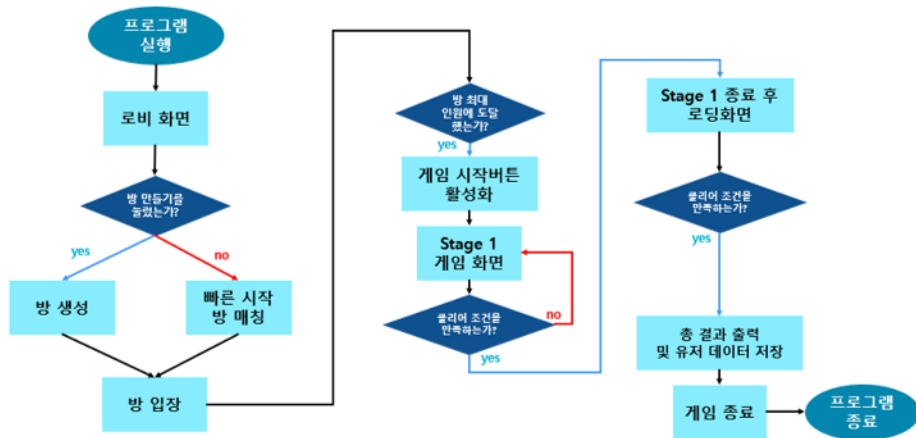 프로그램
실행
로비 화면
방 만들기를
눌렀는가?
yes
no
방 생성
빠른 시작
방 매칭
방 입장
방 최대
인원에 도달
했는가?
yes
게임 시작버튼
활성화
Stage 1
게임 화면
클리어 조건을
만족하는가?
no
yes
Stage 1 종료 후
로딩화면
클리어 조건을
만족하는가?
yes
총 결과 출력
및 유저 데이터 저장
게임 종료
프로그램
종료